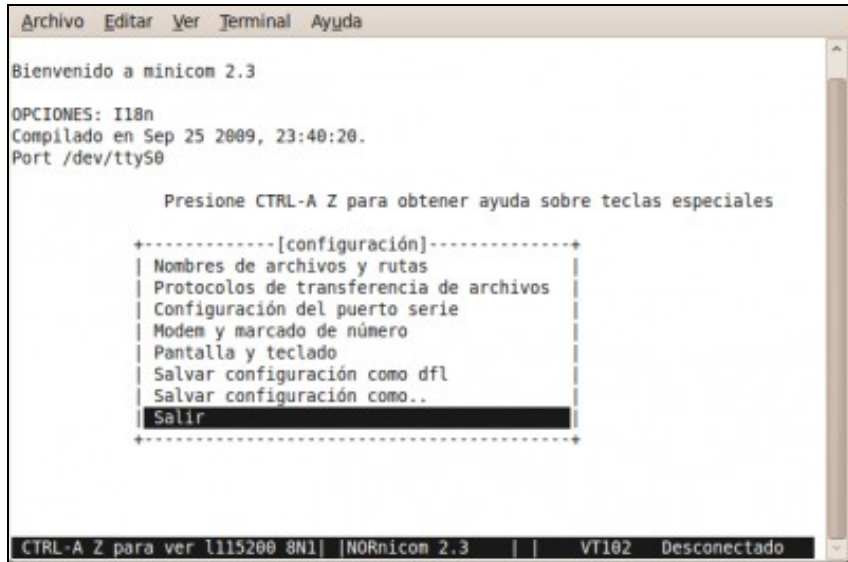 Archivo Editar Ver Terminal Ayuda
Bienvenido a minicom 2.3
OPCIONES: I18n
Compilado en Sep 25 2009, 23:40:20.
Port /dev/ttyS0
Presione CTRL-A Z para obtener ayuda sobre teclas especiales
+-------------[configuración]--------------+
| Nombres de archivos y rutas |
| Protocolos de transferencia de archivos |
| Configuración del puerto serie |
| Modem y marcado de número |
| Pantalla y teclado |
| Salvar configuración como dfl |
| Salvar configuración como.. |
| Salir |
+------------------------------------------+
CTRL-A Z para ver l115200 8N1| |NORnicom 2.3 | | VT102 Desconectado